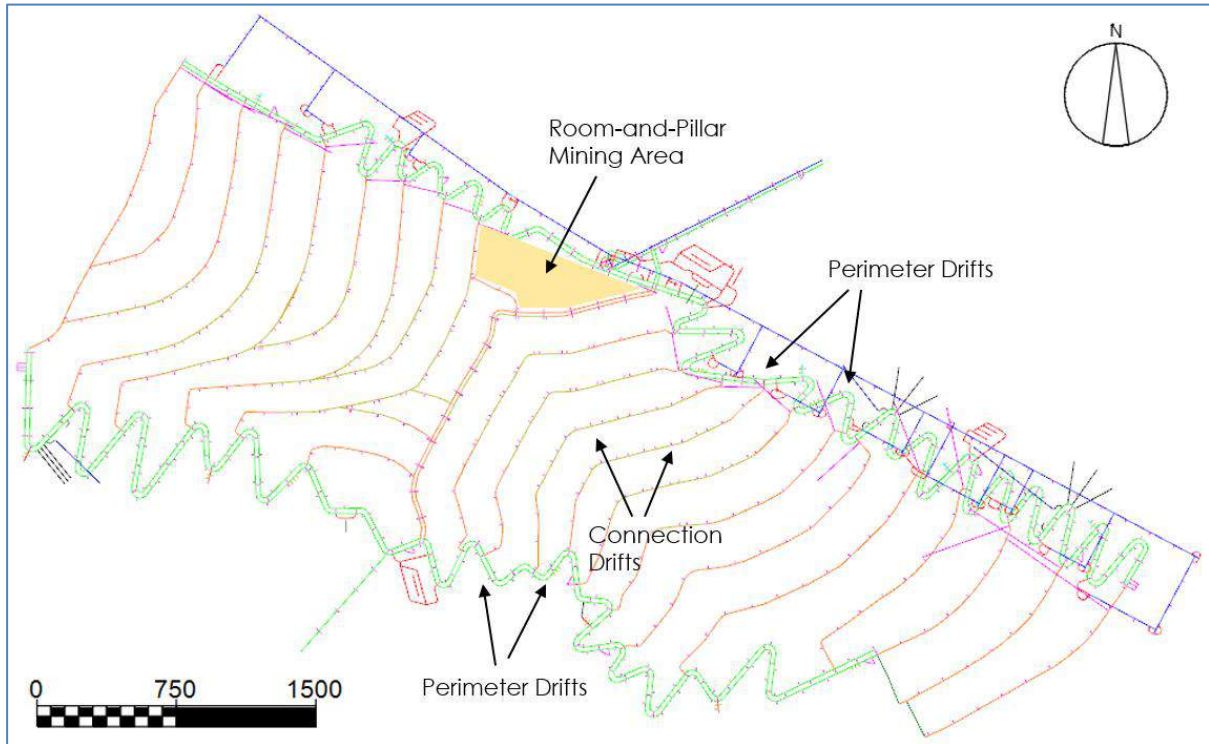 N
Room-and-Pillar
Mining Area
Perimeter Drifts
Connection
Drifts
Perimeter Drifts
0 750 1500